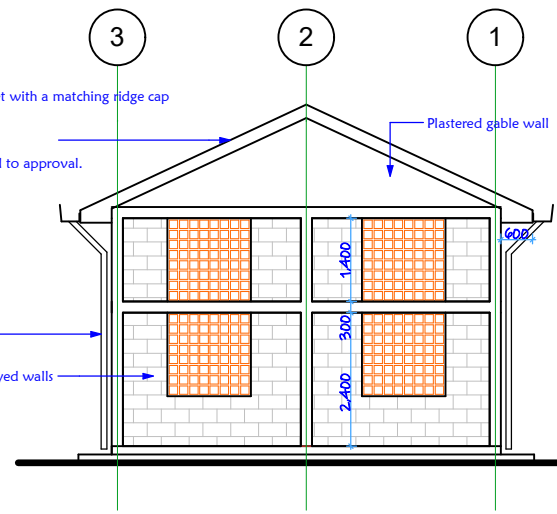 3
2
1
t with a matching ridge cap
Plastered gable wall
d to approval.
600
1,400
300
2,400
yed walls